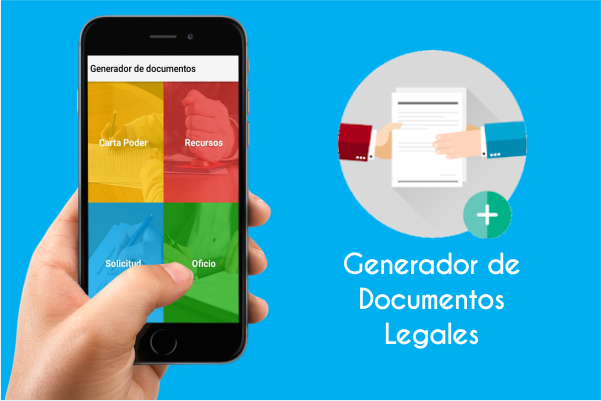 Generador de documentos
Carta Poder
Recursos
Solicitud
Oficio
Generador de
Documentos
Legales